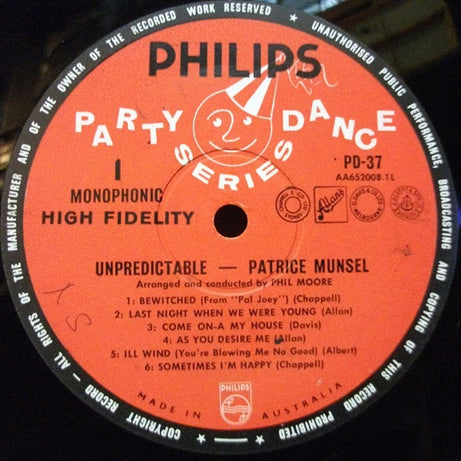 ALL RIGHTS OF THE MANUFACTURER AND OF THE OWNER OF THE RECORDED WORK RESERVED ★ UNAUTHORISED PUBLIC PERFORMANCE, BROADCASTING AND COPYING OF THIS RECORD PROHIBITED ★ COPYRIGHT RECORD —
PHILIPS
PARTY DANCE
SERIES
1
MONOPHONIC
HIGH FIDELITY
PD-37
AA652008.1L
SYDNEY
Allans
MELBOURNE
UNPREDICTABLE — PATRICE MUNSEL
Arranged and conducted by PHIL MOORE
1: BEWITCHED (From "Pal Joey") (Chappell)
2: LAST NIGHT WHEN WE WERE YOUNG (Allan)
3: COME ON-A MY HOUSE (Davis)
4: AS YOU DESIRE ME (Allan)
5: ILL WIND (You're Blowing Me No Good) (Albert)
6: SOMETIMES I'M HAPPY (Chappell)
PHILIPS
MADE IN AUSTRALIA